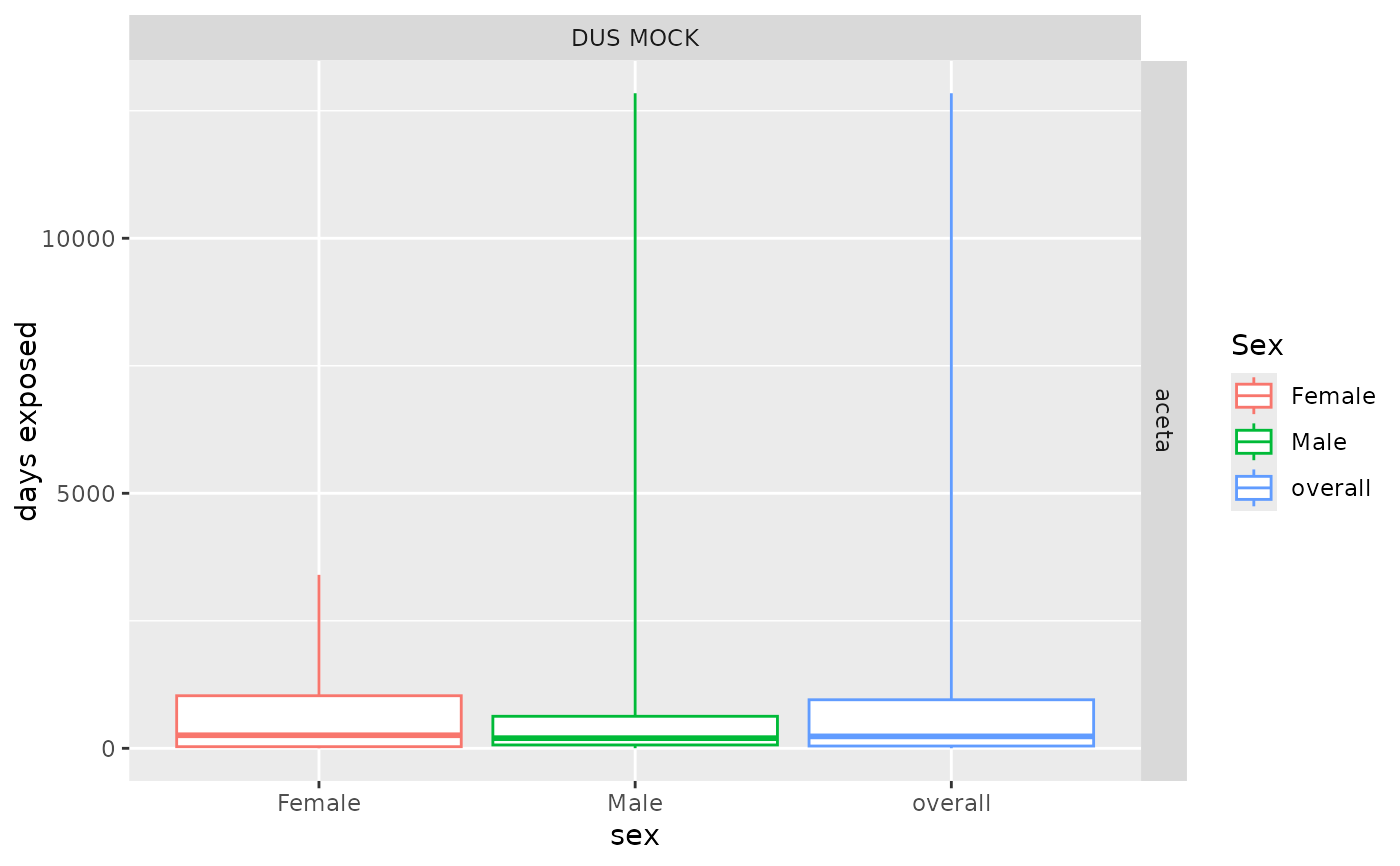 DUS MOCK
days exposed
10000
5000
0
aceta
Female
Male
overall
sex
Sex
Female
Male
overall